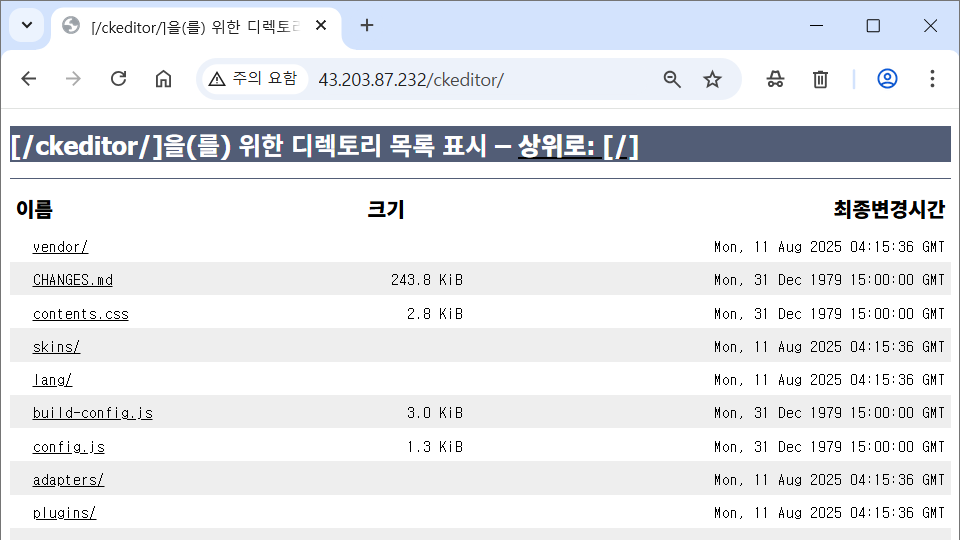 [/ckeditor/]을(를) 위한 디렉토리
주의 요함 43.203.87.232/ckeditor/
[/ckeditor/]을(를) 위한 디렉토리 목록 표시 – 상위로: [/]
이름 크기 최종변경시간
vendor/ Mon, 11 Aug 2025 04:15:36 GMT
CHANGES.md 243.8 KiB Mon, 31 Dec 1979 15:00:00 GMT
contents.css 2.8 KiB Mon, 31 Dec 1979 15:00:00 GMT
skins/ Mon, 11 Aug 2025 04:15:36 GMT
lang/ Mon, 11 Aug 2025 04:15:36 GMT
build-config.js 3.0 KiB Mon, 31 Dec 1979 15:00:00 GMT
config.js 1.3 KiB Mon, 31 Dec 1979 15:00:00 GMT
adapters/ Mon, 11 Aug 2025 04:15:36 GMT
plugins/ Mon, 11 Aug 2025 04:15:36 GMT